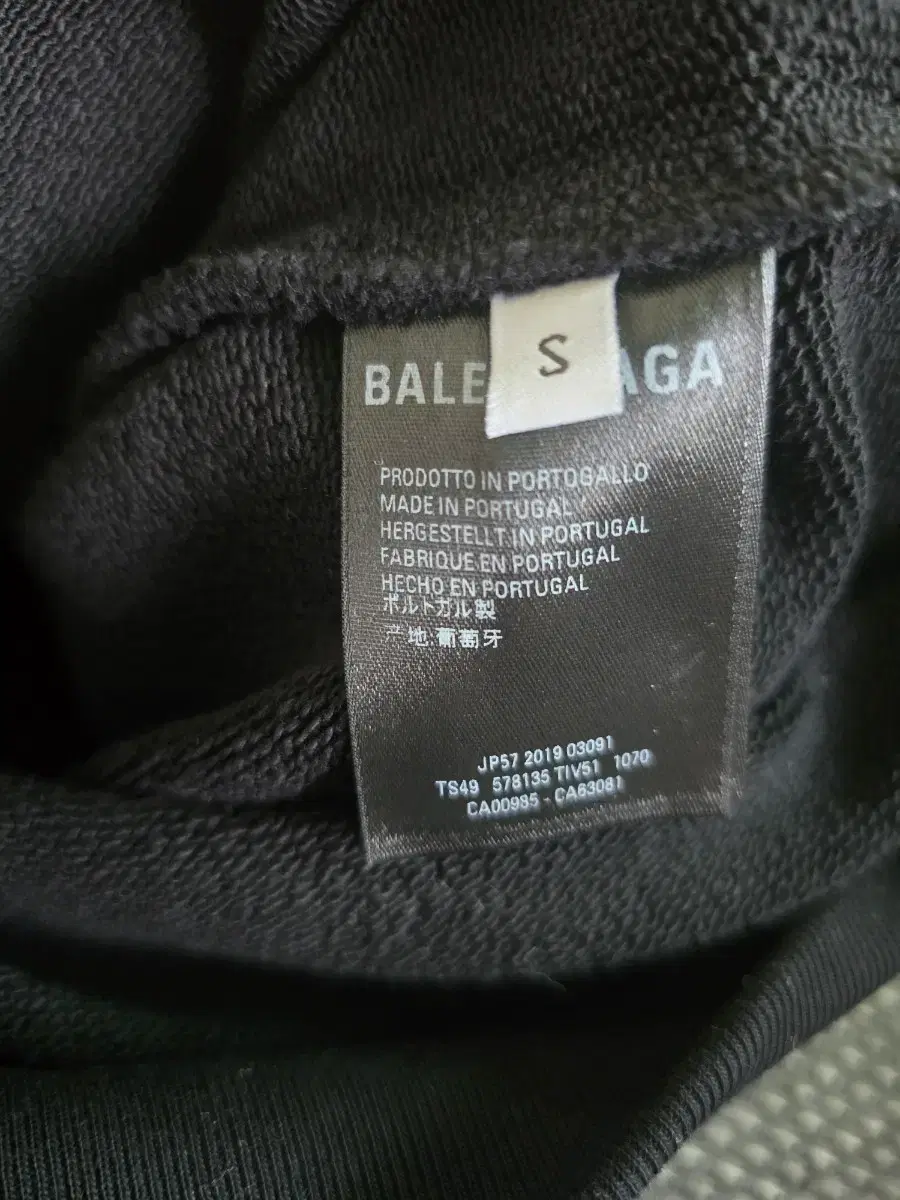 S
BALE AGA
PRODOTTO IN PORTOGALLO
MADE IN PORTUGAL
HERGESTELLT IN PORTUGAL
FABRIQUE EN PORTUGAL
HECHO EN PORTUGAL
ポルトガル製
产地:葡萄牙
JP57 2019 03091
TS49 578135 TIV51 1070
CA00985 - CA63081